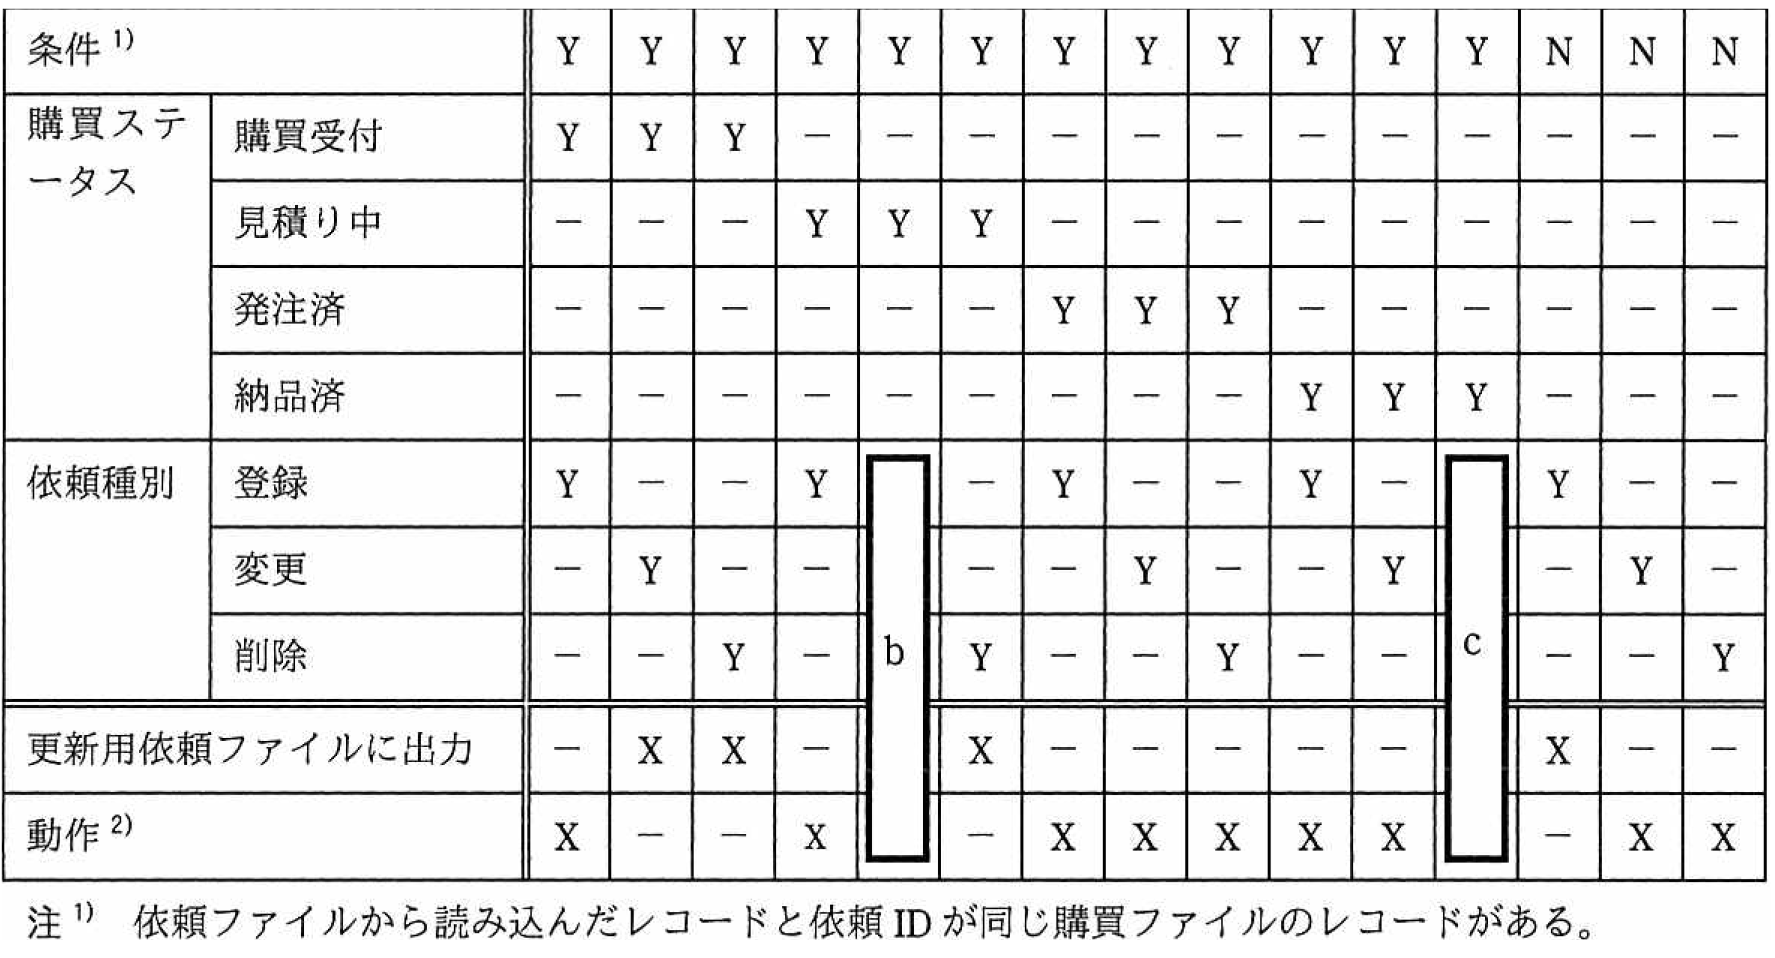 条件 1) Y Y Y Y Y Y Y Y Y Y Y Y N N N
購買ステータス 購買受付 Y Y Y － － － － － － － － － － － －
見積り中 － － － Y Y Y － － － － － － － － －
発注済 － － － － － － Y Y Y － － － － － －
納品済 － － － － － － － － － Y Y Y － － －
依頼種別 登録 Y － － Y － Y － － Y － Y － －
変更 － Y － － － － Y － － Y － Y －
削除 － － Y － b Y － － Y － － c － － Y
更新用依頼ファイルに出力 － X X － X － － － － － X － －
動作 2) X － － X － X X X X X － X X
注 1) 依頼ファイルから読み込んだレコードと依頼 ID が同じ購買ファイルのレコードがある。